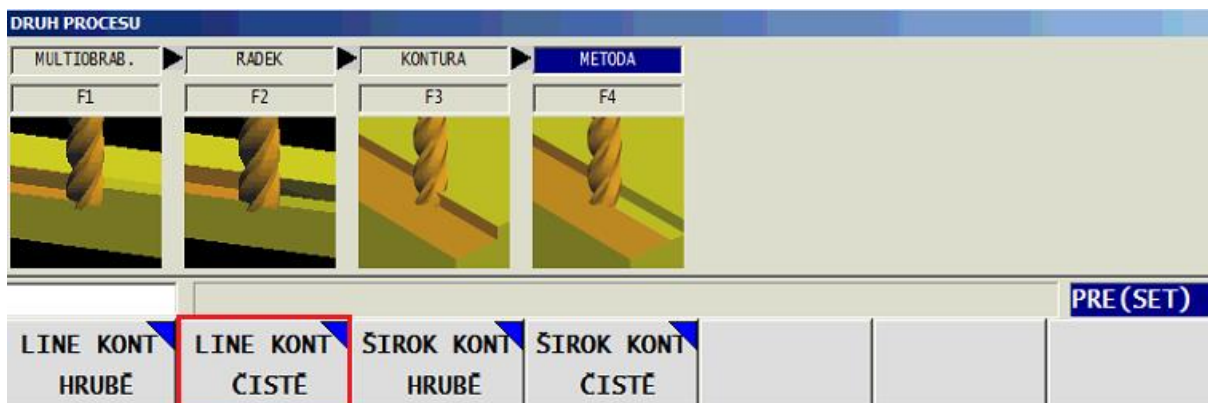 DRUH PROCESU
MULTIOBRAB. RADEK KONTURA METODA
F1 F2 F3 F4
PRE(SET)
LINE KONT LINE KONT ŠIROK KONT ŠIROK KONT
HRUBĚ ČISTĚ HRUBĚ ČISTĚ